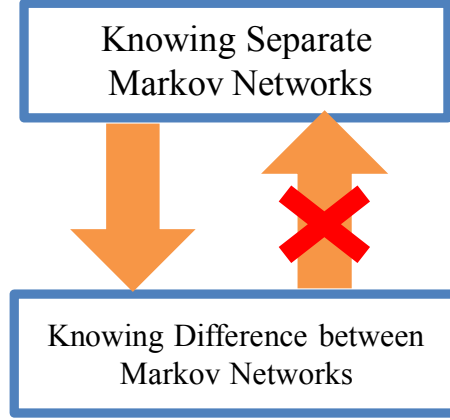 Knowing Separate
Markov Networks
Knowing Difference between
Markov Networks